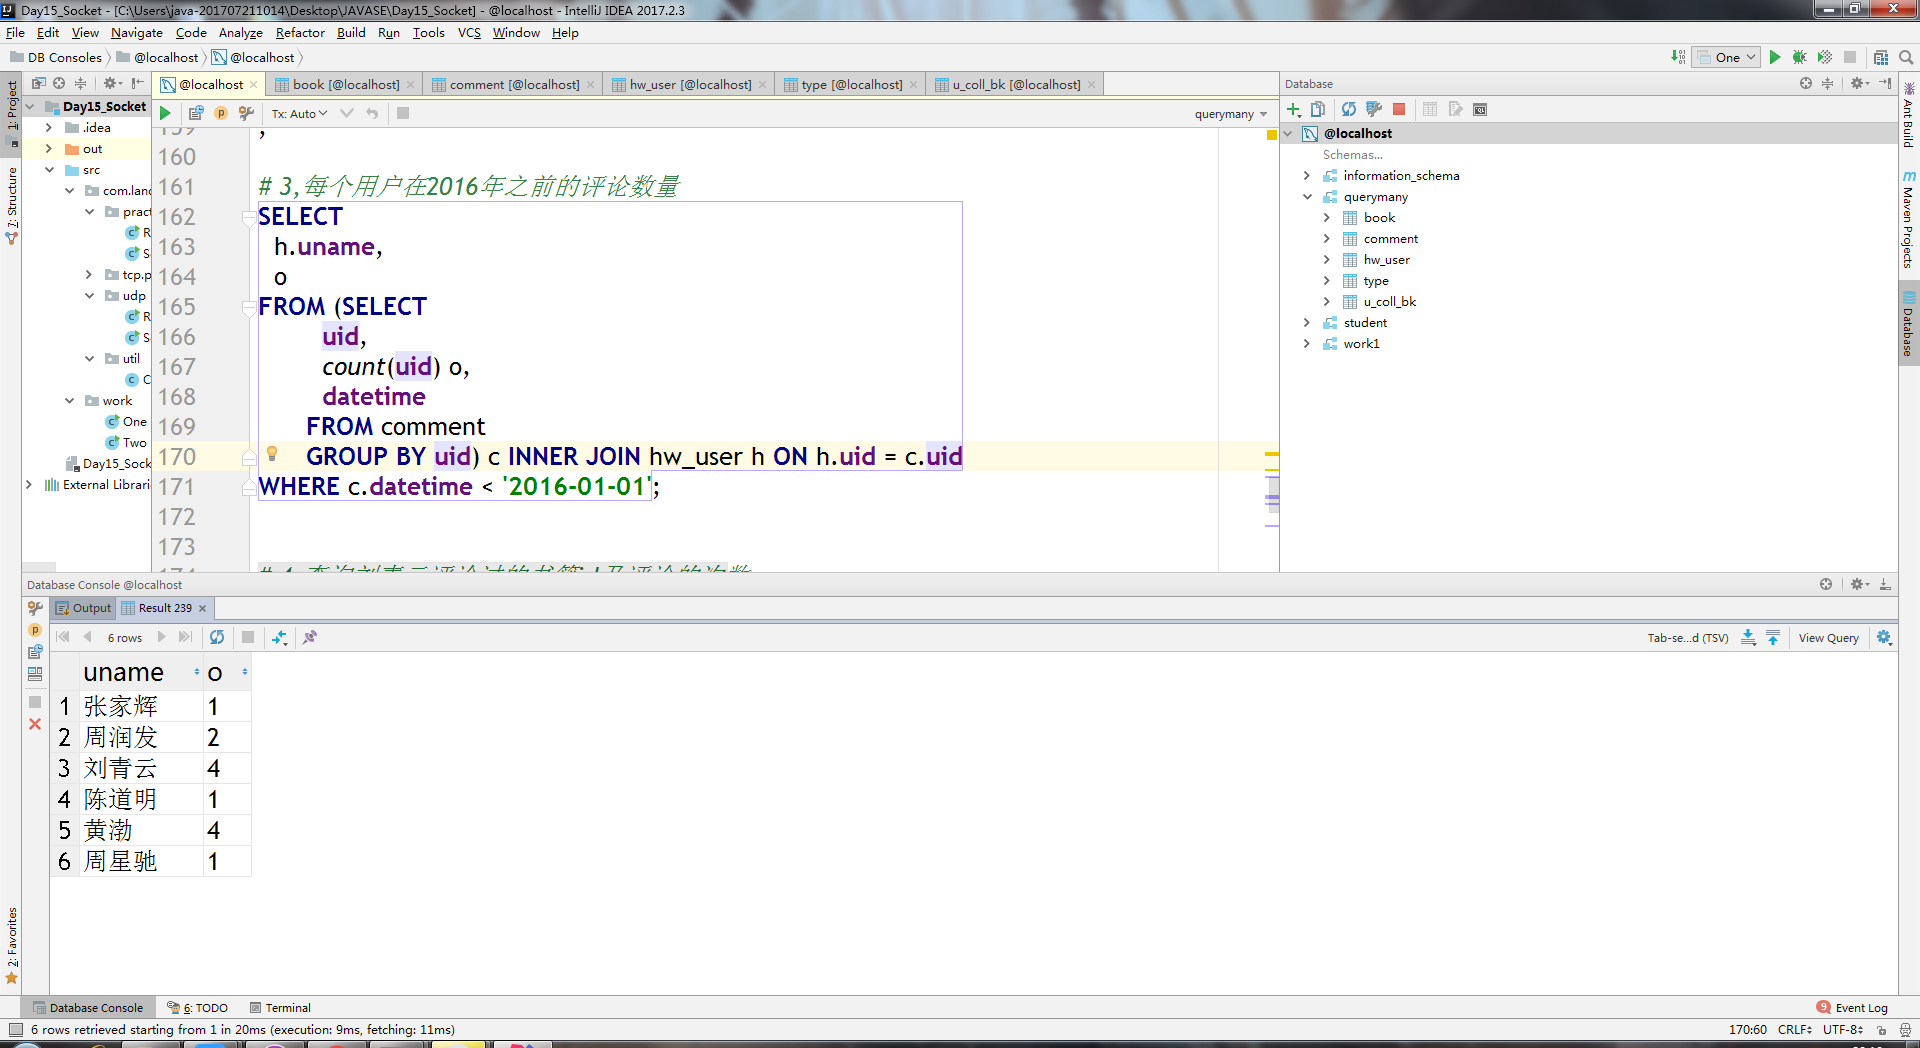 Day15_Socket - [C:\Users\java-201707211014\Desktop\JAVASE\Day15_Socket] - @localhost - IntelliJ IDEA 2017.2.3
File Edit View Navigate Code Analyze Refactor Build Run Tools VCS Window Help
DB Consoles @localhost @localhost
One
@localhost book [@localhost] comment [@localhost] hw_user [@localhost] type [@localhost] u_coll_bk [@localhost]
Tx: Auto
querymany
1: Project
7: Structure
2: Favorites
Day15_Socket
.idea
out
src
com.lan
pract
R
S
tcp.p
udp
R
S
util
C
work
One
Two
Day15_Sock
External Librari
159 ;
160
161 # 3,每个用户在2016年之前的评论数量
162 SELECT
163 h.uname,
164 o
165 FROM (SELECT
166 uid,
167 count(uid) o,
168 datetime
169 FROM comment
170 GROUP BY uid) c INNER JOIN hw_user h ON h.uid = c.uid
171 WHERE c.datetime < '2016-01-01';
172
173
Database
@localhost
Schemas...
information_schema
querymany
book
comment
hw_user
type
u_coll_bk
student
work1
Ant Build
Maven Projects
Database
Database Console @localhost
Output Result 239
6 rows
Tab-se...d (TSV) View Query
uname o
1 张家辉 1
2 周润发 2
3 刘青云 4
4 陈道明 1
5 黄渤 4
6 周星驰 1
Database Console 6: TODO Terminal
9 Event Log
6 rows retrieved starting from 1 in 20ms (execution: 9ms, fetching: 11ms)
170:60 CRLF UTF-8